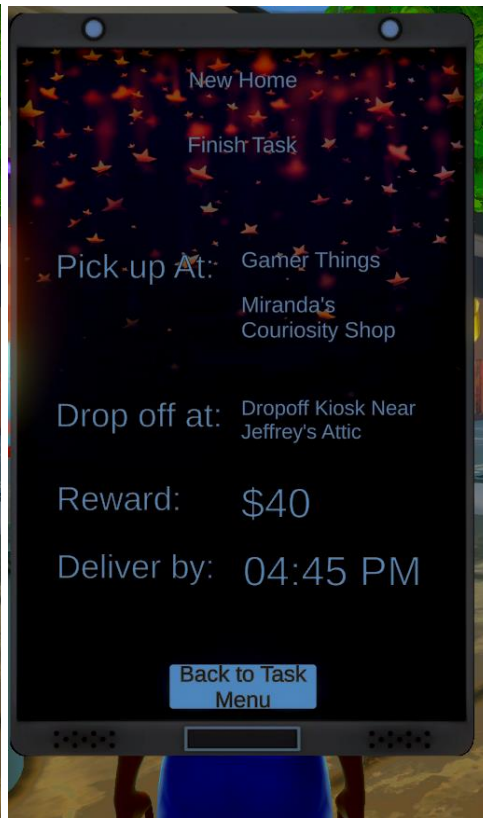 New Home
Finish Task
Pick up At:
Gamer Things
Miranda's
Couriosity Shop
Drop off at:
Dropoff Kiosk Near
Jeffrey's Attic
Reward:
$40
Deliver by:
04:45 PM
Back to Task
Menu